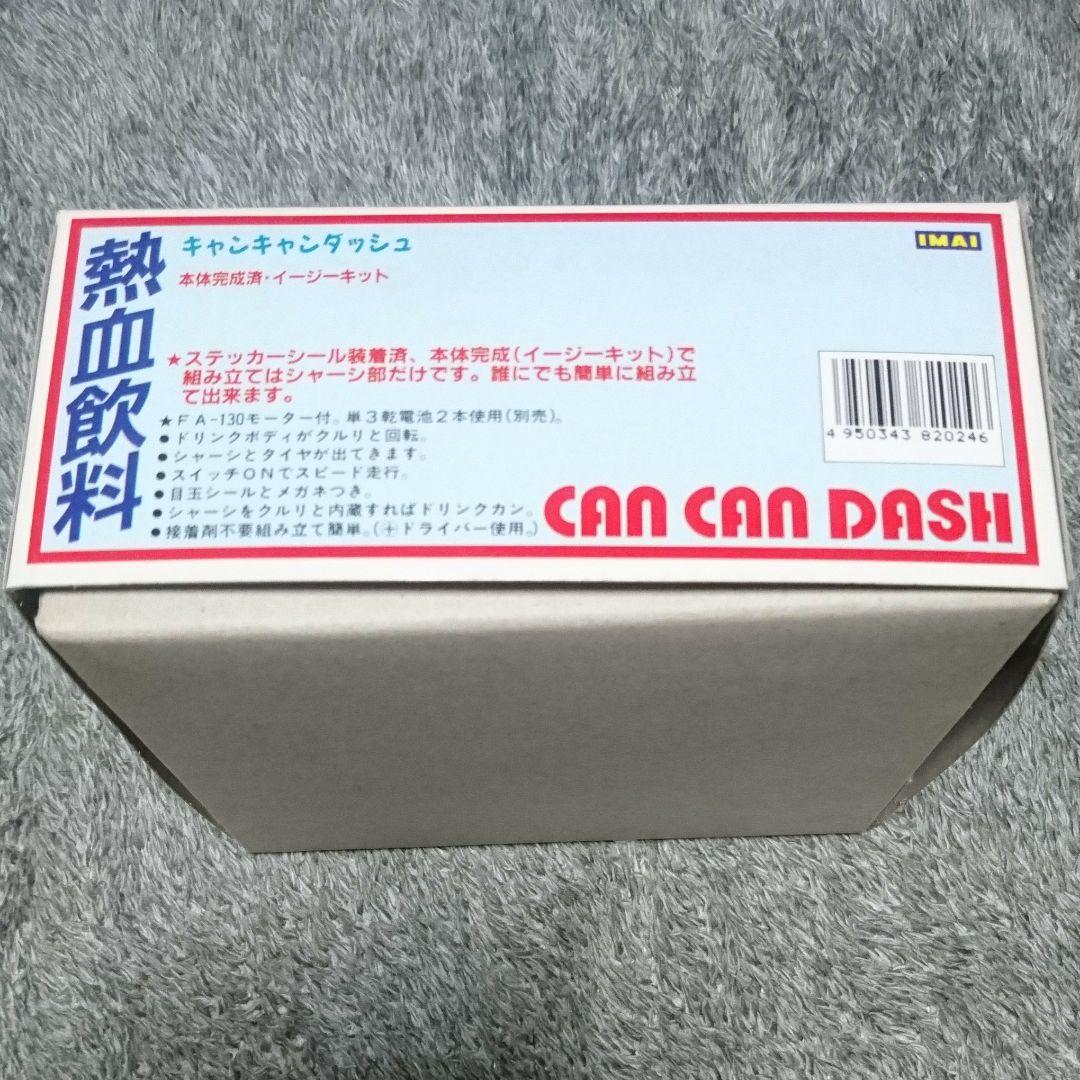 熱血飲料
キャンキャンダッシュ
本体完成済・イージーキット
IMAI
★ステッカーシール装着済、本体完成(イージーキット)で
組み立てはシャーシ部だけです。誰にでも簡単に組み立
て出来ます。
★FA-130モーター付。単3乾電池2本使用(別売)。
●ドリンクボディがクルリと回転。
●シャーシとタイヤが出てきます。
●スイッチONでスピード走行。
●目玉シールとメガネつき。
●シャーシをクルリと内蔵すればドリンクカン。
●接着剤不要組み立て簡単。(⊕ドライバー使用。)
4 950343 820246
CAN CAN DASH